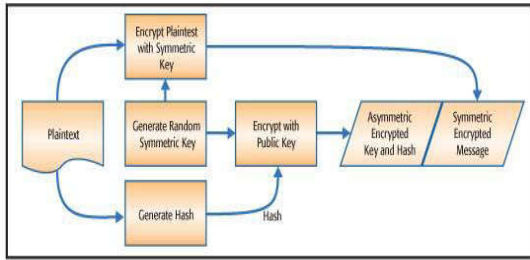 Encrypt Plaintest
with Symmetric
Key
Plaintext
Generate Random
Symmetric Key
Encrypt with
Public Key
Asymmetric
Encrypted
Key and Hash
Symmetric
Encrypted
Message
Generate Hash
Hash